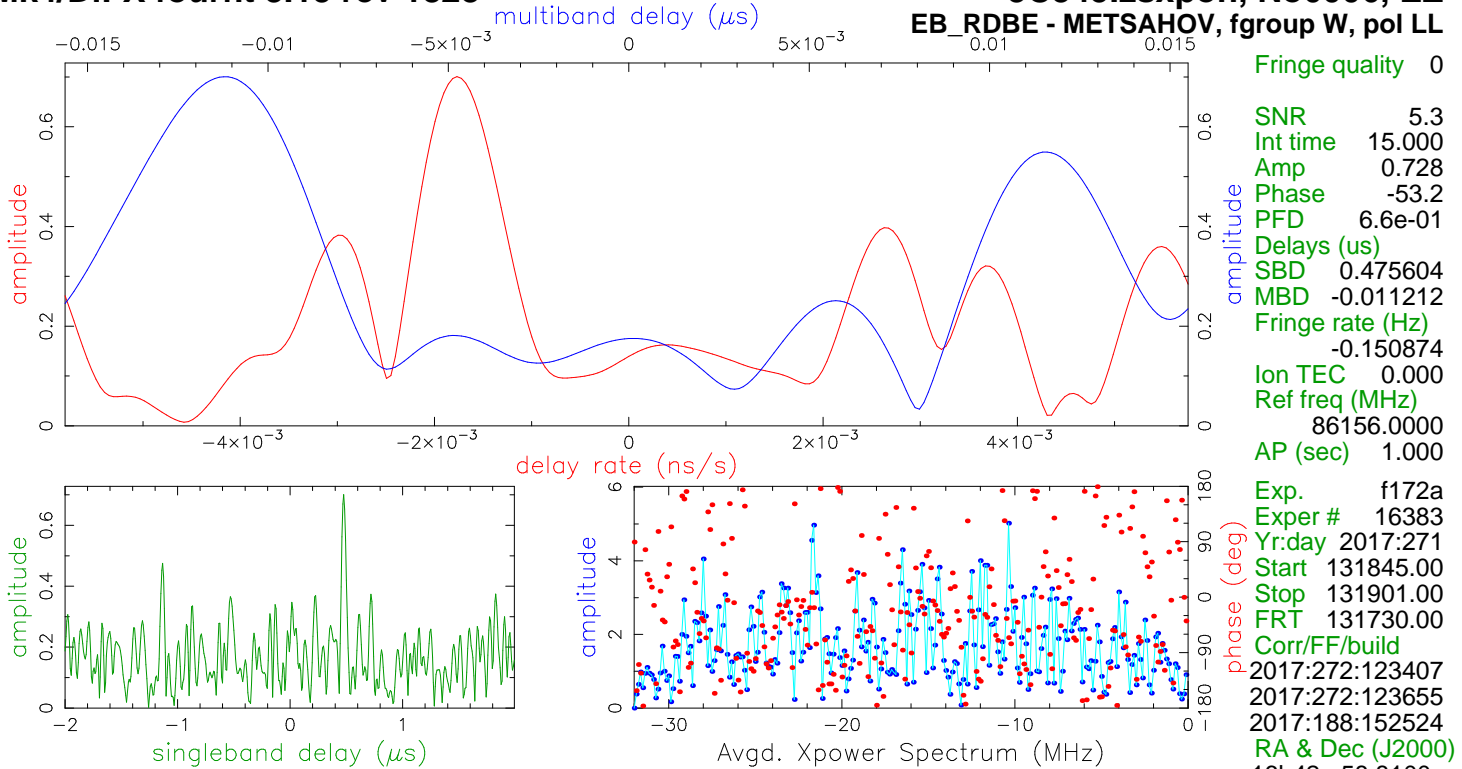 multiband delay (μs)
EB_RDBE - METSAHOV, fgroup W, pol LL
−0.015 −0.01 −5×10⁻³ 0 5×10⁻³ 0.01 0.015
amplitude
0 0.2 0.4 0.6
amplitude
0 0.2 0.4 0.6
−4×10⁻³ −2×10⁻³ 0 2×10⁻³ 4×10⁻³
delay rate (ns/s)
Fringe quality 0
SNR 5.3
Int time 15.000
Amp 0.728
Phase -53.2
PFD 6.6e-01
Delays (us)
SBD 0.475604
MBD -0.011212
Fringe rate (Hz)
-0.150874
Ion TEC 0.000
Ref freq (MHz)
86156.0000
AP (sec) 1.000
Exp. f172a
Exper # 16383
Yr:day 2017:271
Start 131845.00
Stop 131901.00
FRT 131730.00
Corr/FF/build
2017:272:123407
2017:272:123655
2017:188:152524
RA & Dec (J2000)
amplitude
0 0.2 0.4 0.6
−2 −1 0 1
singleband delay (μs)
amplitude
0 2 4 6
−30 −20 −10 0
Avgd. Xpower Spectrum (MHz)
phase (deg)
−180 −90 0 90 180